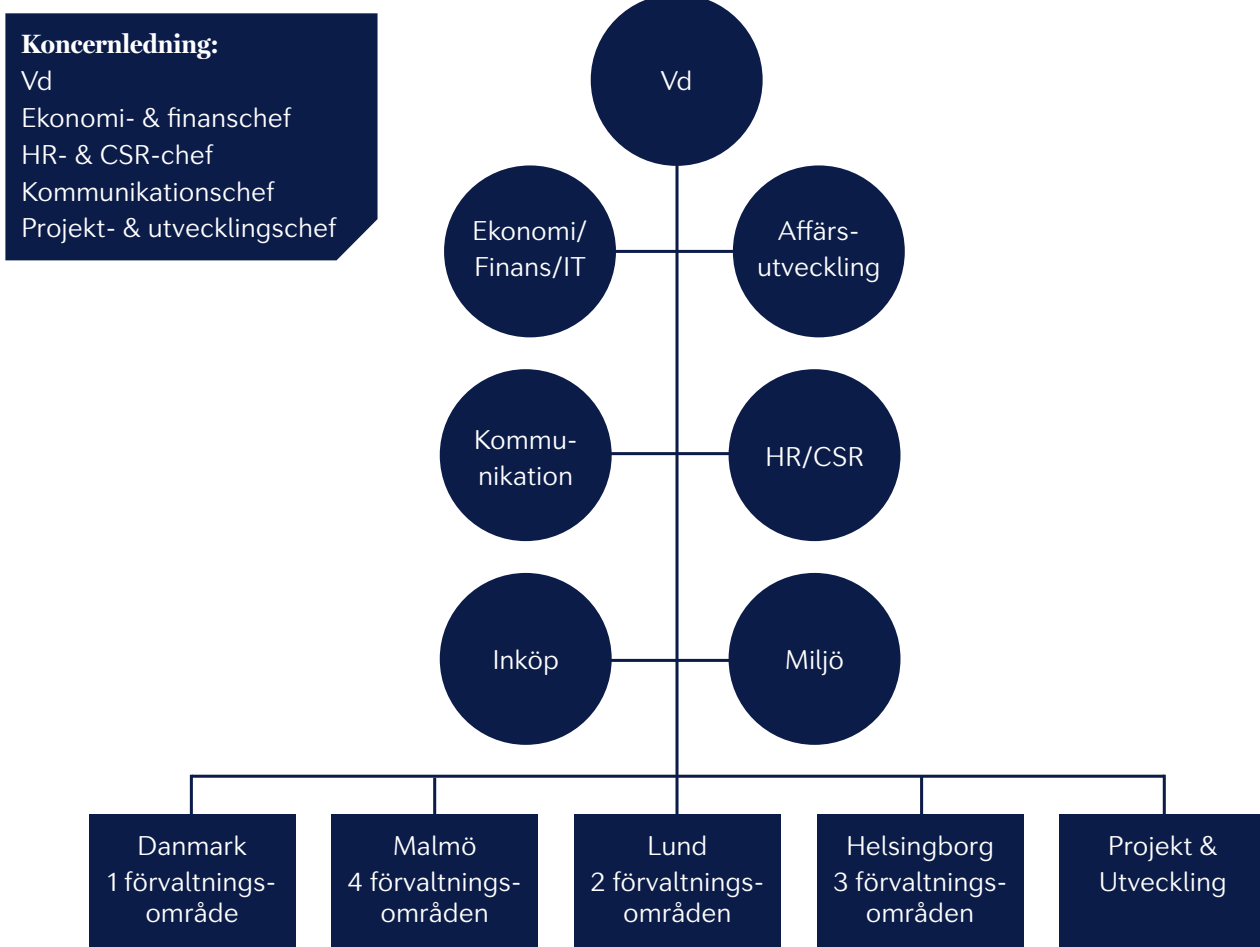 Koncernledning:
Vd
Ekonomi- & finanschef
HR- & CSR-chef
Kommunikationschef
Projekt- & utvecklingschef
Vd
Ekonomi/
Finans/IT
Affärs-
utveckling
Kommu-
nikation
HR/CSR
Inköp
Miljö
Danmark
1 förvaltnings-
område
Malmö
4 förvaltnings-
områden
Lund
2 förvaltnings-
områden
Helsingborg
3 förvaltnings-
områden
Projekt &
Utveckling